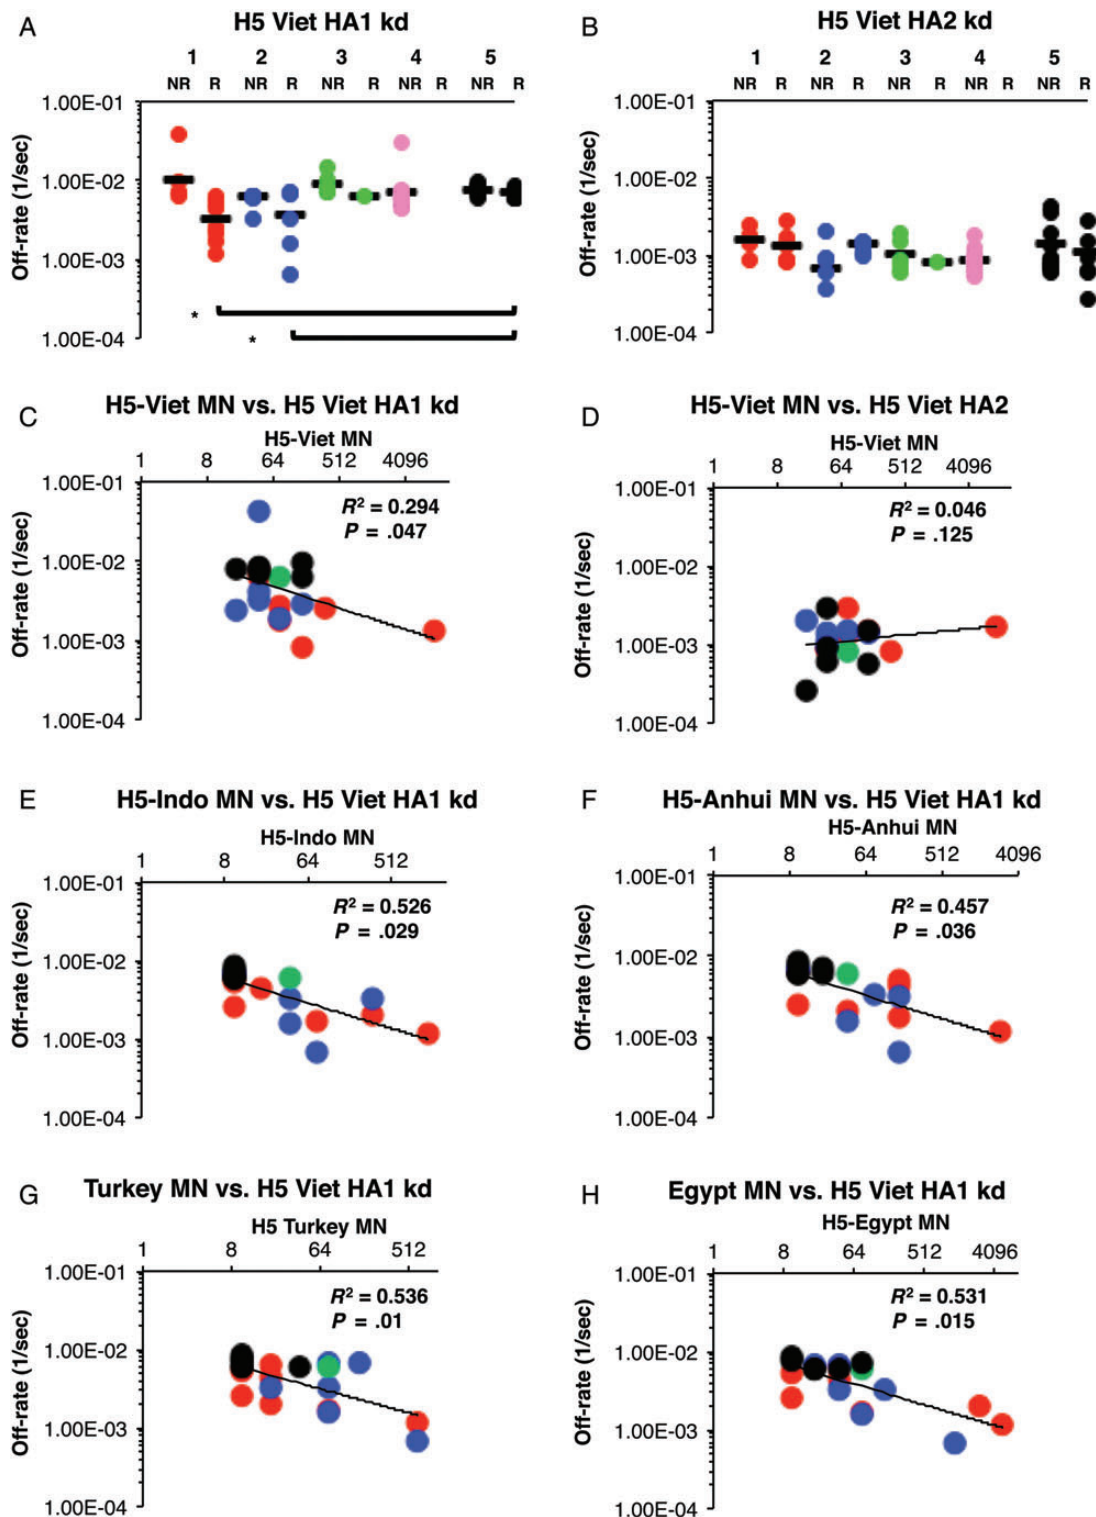 A
H5 Viet HA1 kd
1 2 3 4 5
NR R NR R NR R NR R NR R
Off-rate (1/sec)
1.00E-01
1.00E-02
1.00E-03
1.00E-04
*
*
B
H5 Viet HA2 kd
1 2 3 4 5
NR R NR R NR R NR R NR R
Off-rate (1/sec)
1.00E-01
1.00E-02
1.00E-03
1.00E-04
C
H5-Viet MN vs. H5 Viet HA1 kd
H5-Viet MN
1 8 64 512 4096
Off-rate (1/sec)
1.00E-01
1.00E-02
1.00E-03
1.00E-04
R² = 0.294
P = .047
D
H5-Viet MN vs. H5 Viet HA2
H5-Viet MN
1 8 64 512 4096
Off-rate (1/sec)
1.00E-01
1.00E-02
1.00E-03
1.00E-04
R² = 0.046
P = .125
E
H5-Indo MN vs. H5 Viet HA1 kd
H5-Indo MN
1 8 64 512
Off-rate (1/sec)
1.00E-01
1.00E-02
1.00E-03
1.00E-04
R² = 0.526
P = .029
F
H5-Anhui MN vs. H5 Viet HA1 kd
H5-Anhui MN
1 8 64 512 4096
Off-rate (1/sec)
1.00E-01
1.00E-02
1.00E-03
1.00E-04
R² = 0.457
P = .036
G
Turkey MN vs. H5 Viet HA1 kd
H5 Turkey MN
1 8 64 512
Off-rate (1/sec)
1.00E-01
1.00E-02
1.00E-03
1.00E-04
R² = 0.536
P = .01
H
Egypt MN vs. H5 Viet HA1 kd
H5-Egypt MN
1 8 64 512 4096
Off-rate (1/sec)
1.00E-01
1.00E-02
1.00E-03
1.00E-04
R² = 0.531
P = .015